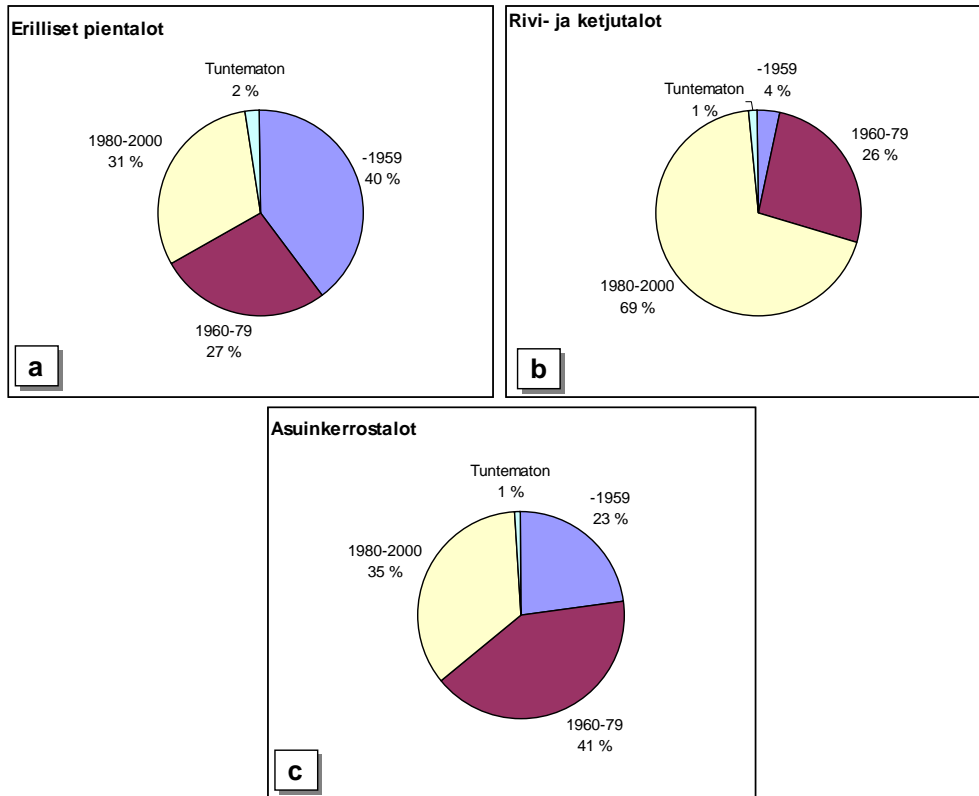 Erilliset pientalot
Tuntematon
2 %
-1959
40 %
1960-79
27 %
1980-2000
31 %
a
Rivi- ja ketjutalot
Tuntematon
1 %
-1959
4 %
1960-79
26 %
1980-2000
69 %
b
Asuinkerrostalot
Tuntematon
1 %
-1959
23 %
1960-79
41 %
1980-2000
35 %
c